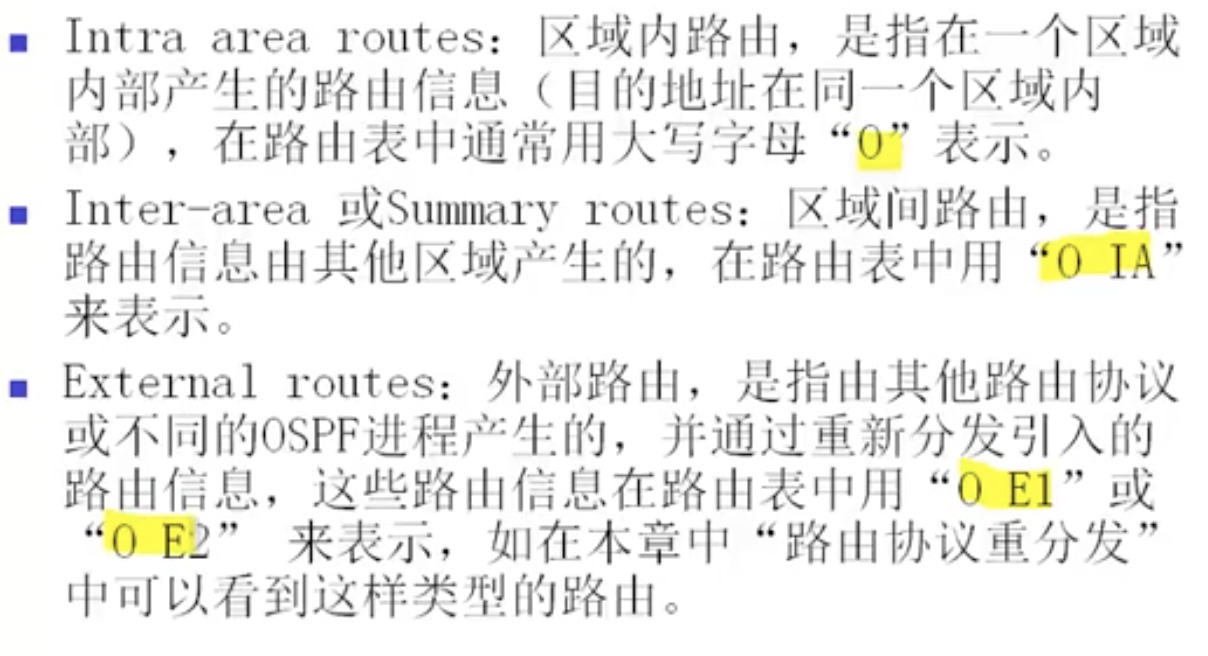 Intra area routes：区域内路由，是指在一个区域
内部产生的路由信息（目的地址在同一个区域内
部），在路由表中通常用大写字母“O”表示。
Inter-area 或Summary routes：区域间路由，是指
路由信息由其他区域产生的，在路由表中用“O IA”
来表示。
External routes：外部路由，是指由其他路由协议
或不同的OSPF进程产生的，并通过重新分发引入的
路由信息，这些路由信息在路由表中用“O E1”或
“O E2” 来表示，如在本章中“路由协议重分发”
中可以看到这样类型的路由。